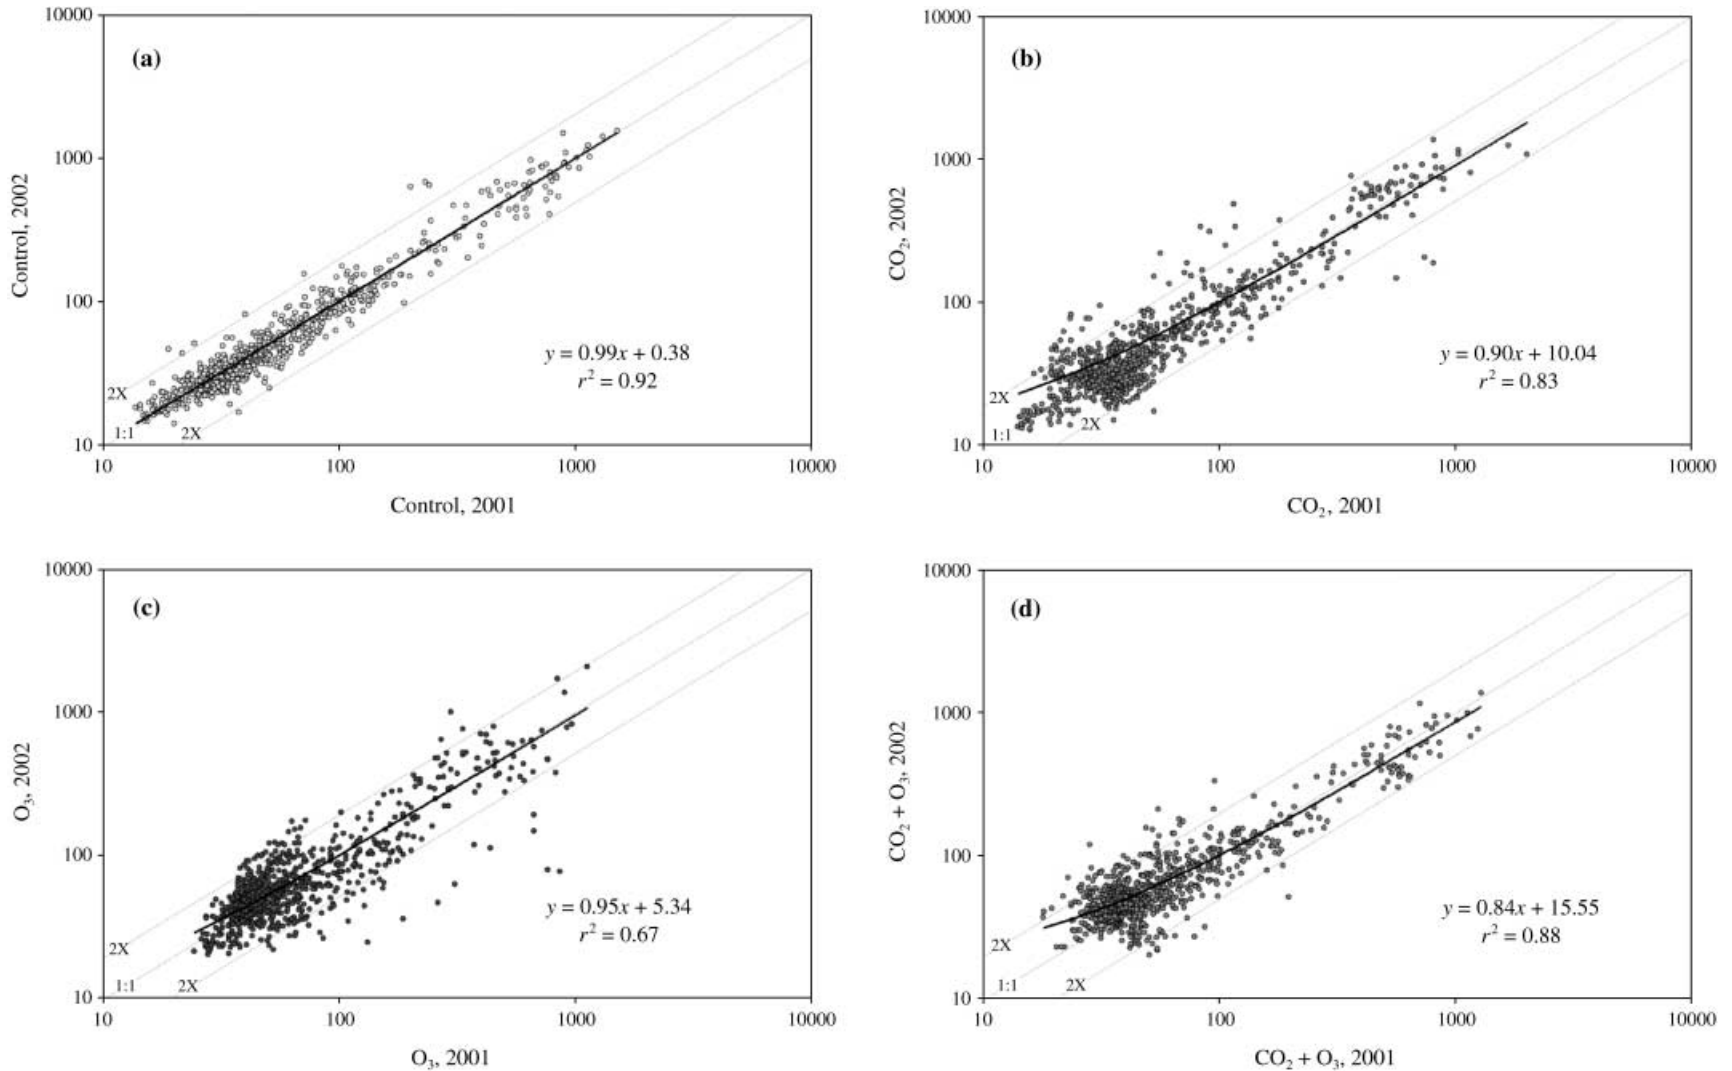 10000
(a)
1000
100
10
Control, 2002
2X
1:1
2X
y = 0.99x + 0.38
r² = 0.92
10 100 1000 10000
Control, 2001
10000
(b)
1000
100
10
CO₂, 2002
2X
1:1
2X
y = 0.90x + 10.04
r² = 0.83
10 100 1000 10000
CO₂, 2001
10000
(c)
1000
100
10
O₃, 2002
2X
1:1
2X
y = 0.95x + 5.34
r² = 0.67
10 100 1000 10000
O₃, 2001
10000
(d)
1000
100
10
CO₂ + O₃, 2002
2X
1:1
2X
y = 0.84x + 15.55
r² = 0.88
10 100 1000 10000
CO₂ + O₃, 2001